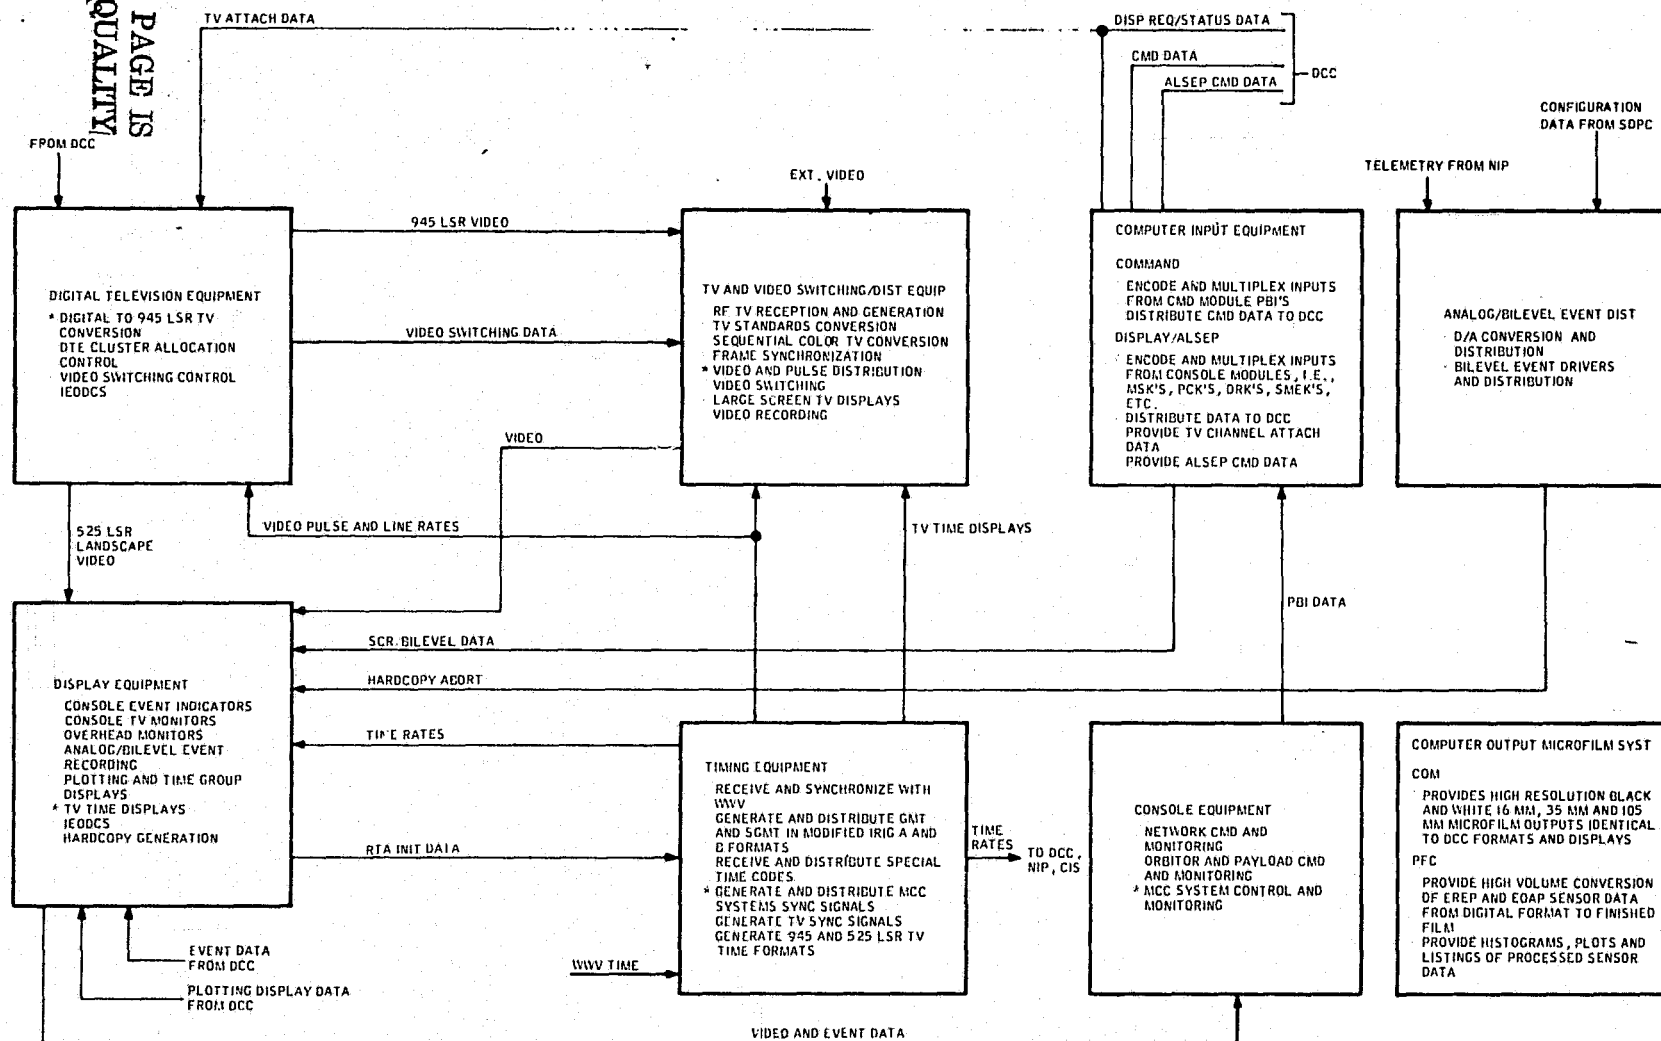 PAGE IS
QUALITY
TV ATTACH DATA
DISP REQ/STATUS DATA
CMD DATA
ALSEP CMD DATA
DCC
CONFIGURATION
DATA FROM SDPC
FROM DCC
TELEMETRY FROM NIP
EXT. VIDEO
945 LSR VIDEO
VIDEO SWITCHING DATA
DIGITAL TELEVISION EQUIPMENT
* DIGITAL TO 945 LSR TV
CONVERSION
DTE CLUSTER ALLOCATION
CONTROL
VIDEO SWITCHING CONTROL
IEODCS
TV AND VIDEO SWITCHING/DIST EQUIP
RF TV RECEPTION AND GENERATION
TV STANDARDS CONVERSION
SEQUENTIAL COLOR TV CONVERSION
FRAME SYNCHRONIZATION
* VIDEO AND PULSE DISTRIBUTION
VIDEO SWITCHING
LARGE SCREEN TV DISPLAYS
VIDEO RECORDING
COMPUTER INPUT EQUIPMENT
COMMAND
ENCODE AND MULTIPLEX INPUTS
FROM CMD MODULE PBI'S
DISTRIBUTE CMD DATA TO DCC
DISPLAY/ALSEP
ENCODE AND MULTIPLEX INPUTS
FROM CONSOLE MODULES, I.E.,
MSK'S, PCK'S, DRK'S, SMEK'S,
ETC.
DISTRIBUTE DATA TO DCC
PROVIDE TV CHANNEL ATTACH
DATA
PROVIDE ALSEP CMD DATA
ANALOG/BILEVEL EVENT DIST
D/A CONVERSION AND
DISTRIBUTION
BILEVEL EVENT DRIVERS
AND DISTRIBUTION
VIDEO
VIDEO PULSE AND LINE RATES
525 LSR
LANDSCAPE
VIDEO
TV TIME DISPLAYS
PBI DATA
SCR BILEVEL DATA
HARDCOPY ABORT
TIME RATES
RTA INIT DATA
DISPLAY EQUIPMENT
CONSOLE EVENT INDICATORS
CONSOLE TV MONITORS
OVERHEAD MONITORS
ANALOG/BILEVEL EVENT
RECORDING
PLOTTING AND TIME GROUP
DISPLAYS
* TV TIME DISPLAYS
IEODCS
HARDCOPY GENERATION
TIMING EQUIPMENT
RECEIVE AND SYNCHRONIZE WITH
WWV
GENERATE AND DISTRIBUTE GMT
AND SGMT IN MODIFIED IRIG A AND
B FORMATS
RECEIVE AND DISTRIBUTE SPECIAL
TIME CODES
* GENERATE AND DISTRIBUTE MCC
SYSTEMS SYNC SIGNALS
GENERATE TV SYNC SIGNALS
GENERATE 945 AND 525 LSR TV
TIME FORMATS
TIME
RATES
TO DCC,
NIP, CIS
CONSOLE EQUIPMENT
NETWORK CMD AND
MONITORING
ORBITOR AND PAYLOAD CMD
AND MONITORING
* MCC SYSTEM CONTROL AND
MONITORING
COMPUTER OUTPUT MICROFILM SYST
COM
PROVIDES HIGH RESOLUTION BLACK
AND WHITE 16 MM, 35 MM AND 105
MM MICROFILM OUTPUTS IDENTICAL
TO DCC FORMATS AND DISPLAYS
PFC
PROVIDE HIGH VOLUME CONVERSION
OF EREP AND EOAP SENSOR DATA
FROM DIGITAL FORMAT TO FINISHED
FILM
PROVIDE HISTOGRAMS, PLOTS AND
LISTINGS OF PROCESSED SENSOR
DATA
EVENT DATA
FROM DCC
PLOTTING DISPLAY DATA
FROM DCC
WWV TIME
VIDEO AND EVENT DATA